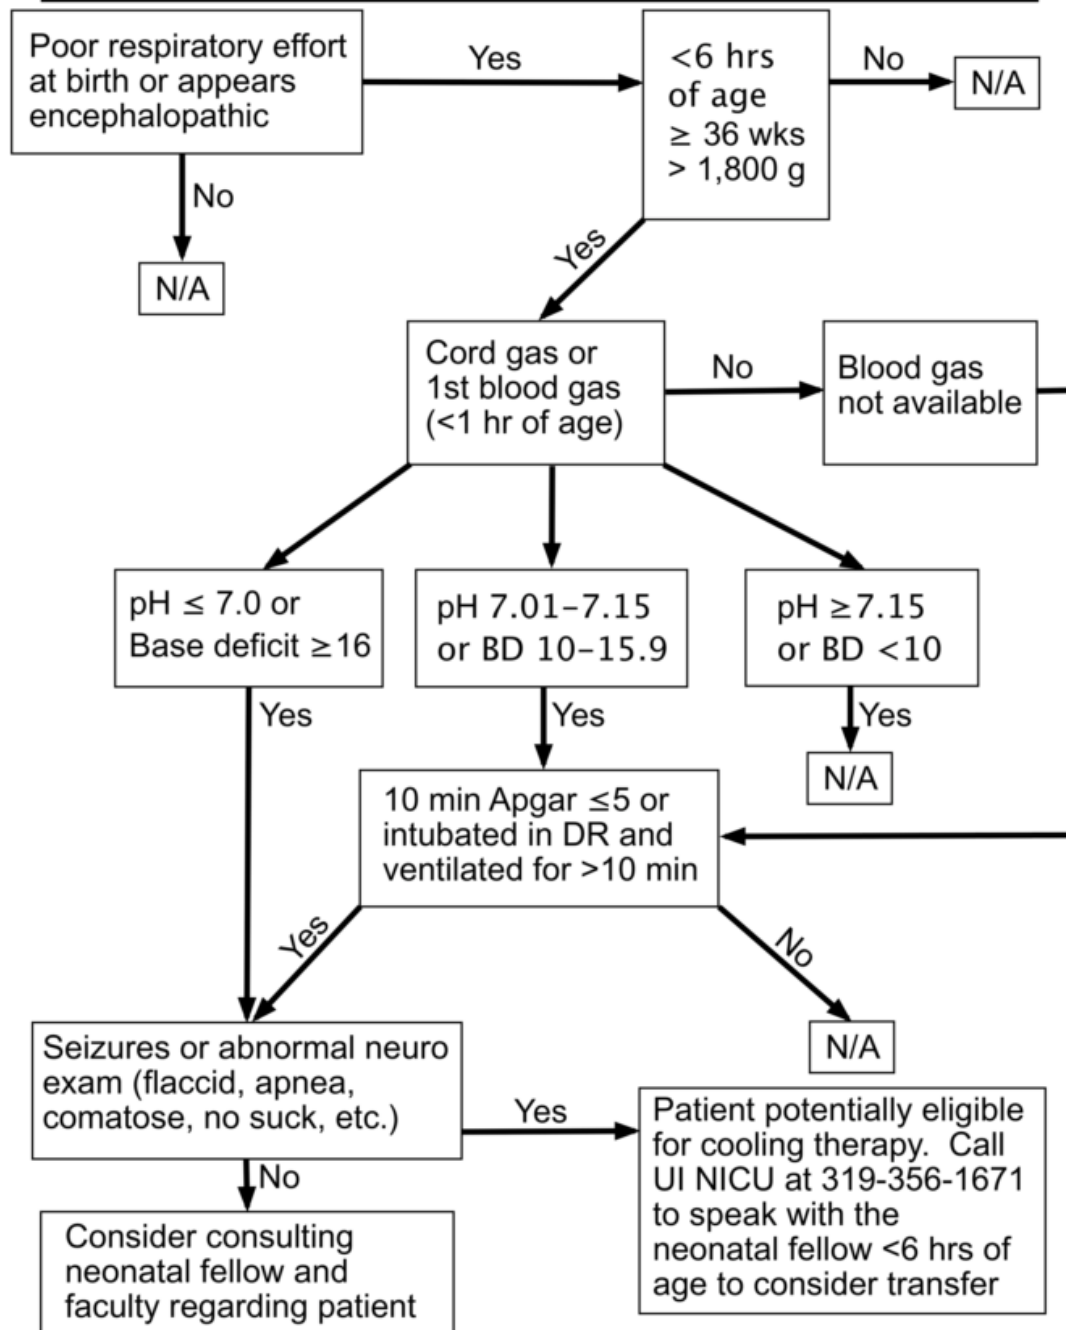 Poor respiratory effort
at birth or appears
encephalopathic
Yes
<6 hrs
of age
≥ 36 wks
> 1,800 g
No
N/A
No
N/A
Yes
Cord gas or
1st blood gas
(<1 hr of age)
No
Blood gas
not available
pH ≤ 7.0 or
Base deficit ≥16
pH 7.01–7.15
or BD 10–15.9
pH ≥7.15
or BD <10
Yes
Yes
Yes
N/A
10 min Apgar ≤5 or
intubated in DR and
ventilated for >10 min
Yes
No
N/A
Seizures or abnormal neuro
exam (flaccid, apnea,
comatose, no suck, etc.)
Yes
Patient potentially eligible
for cooling therapy. Call
UI NICU at 319-356-1671
to speak with the
neonatal fellow <6 hrs of
age to consider transfer
No
Consider consulting
neonatal fellow and
faculty regarding patient